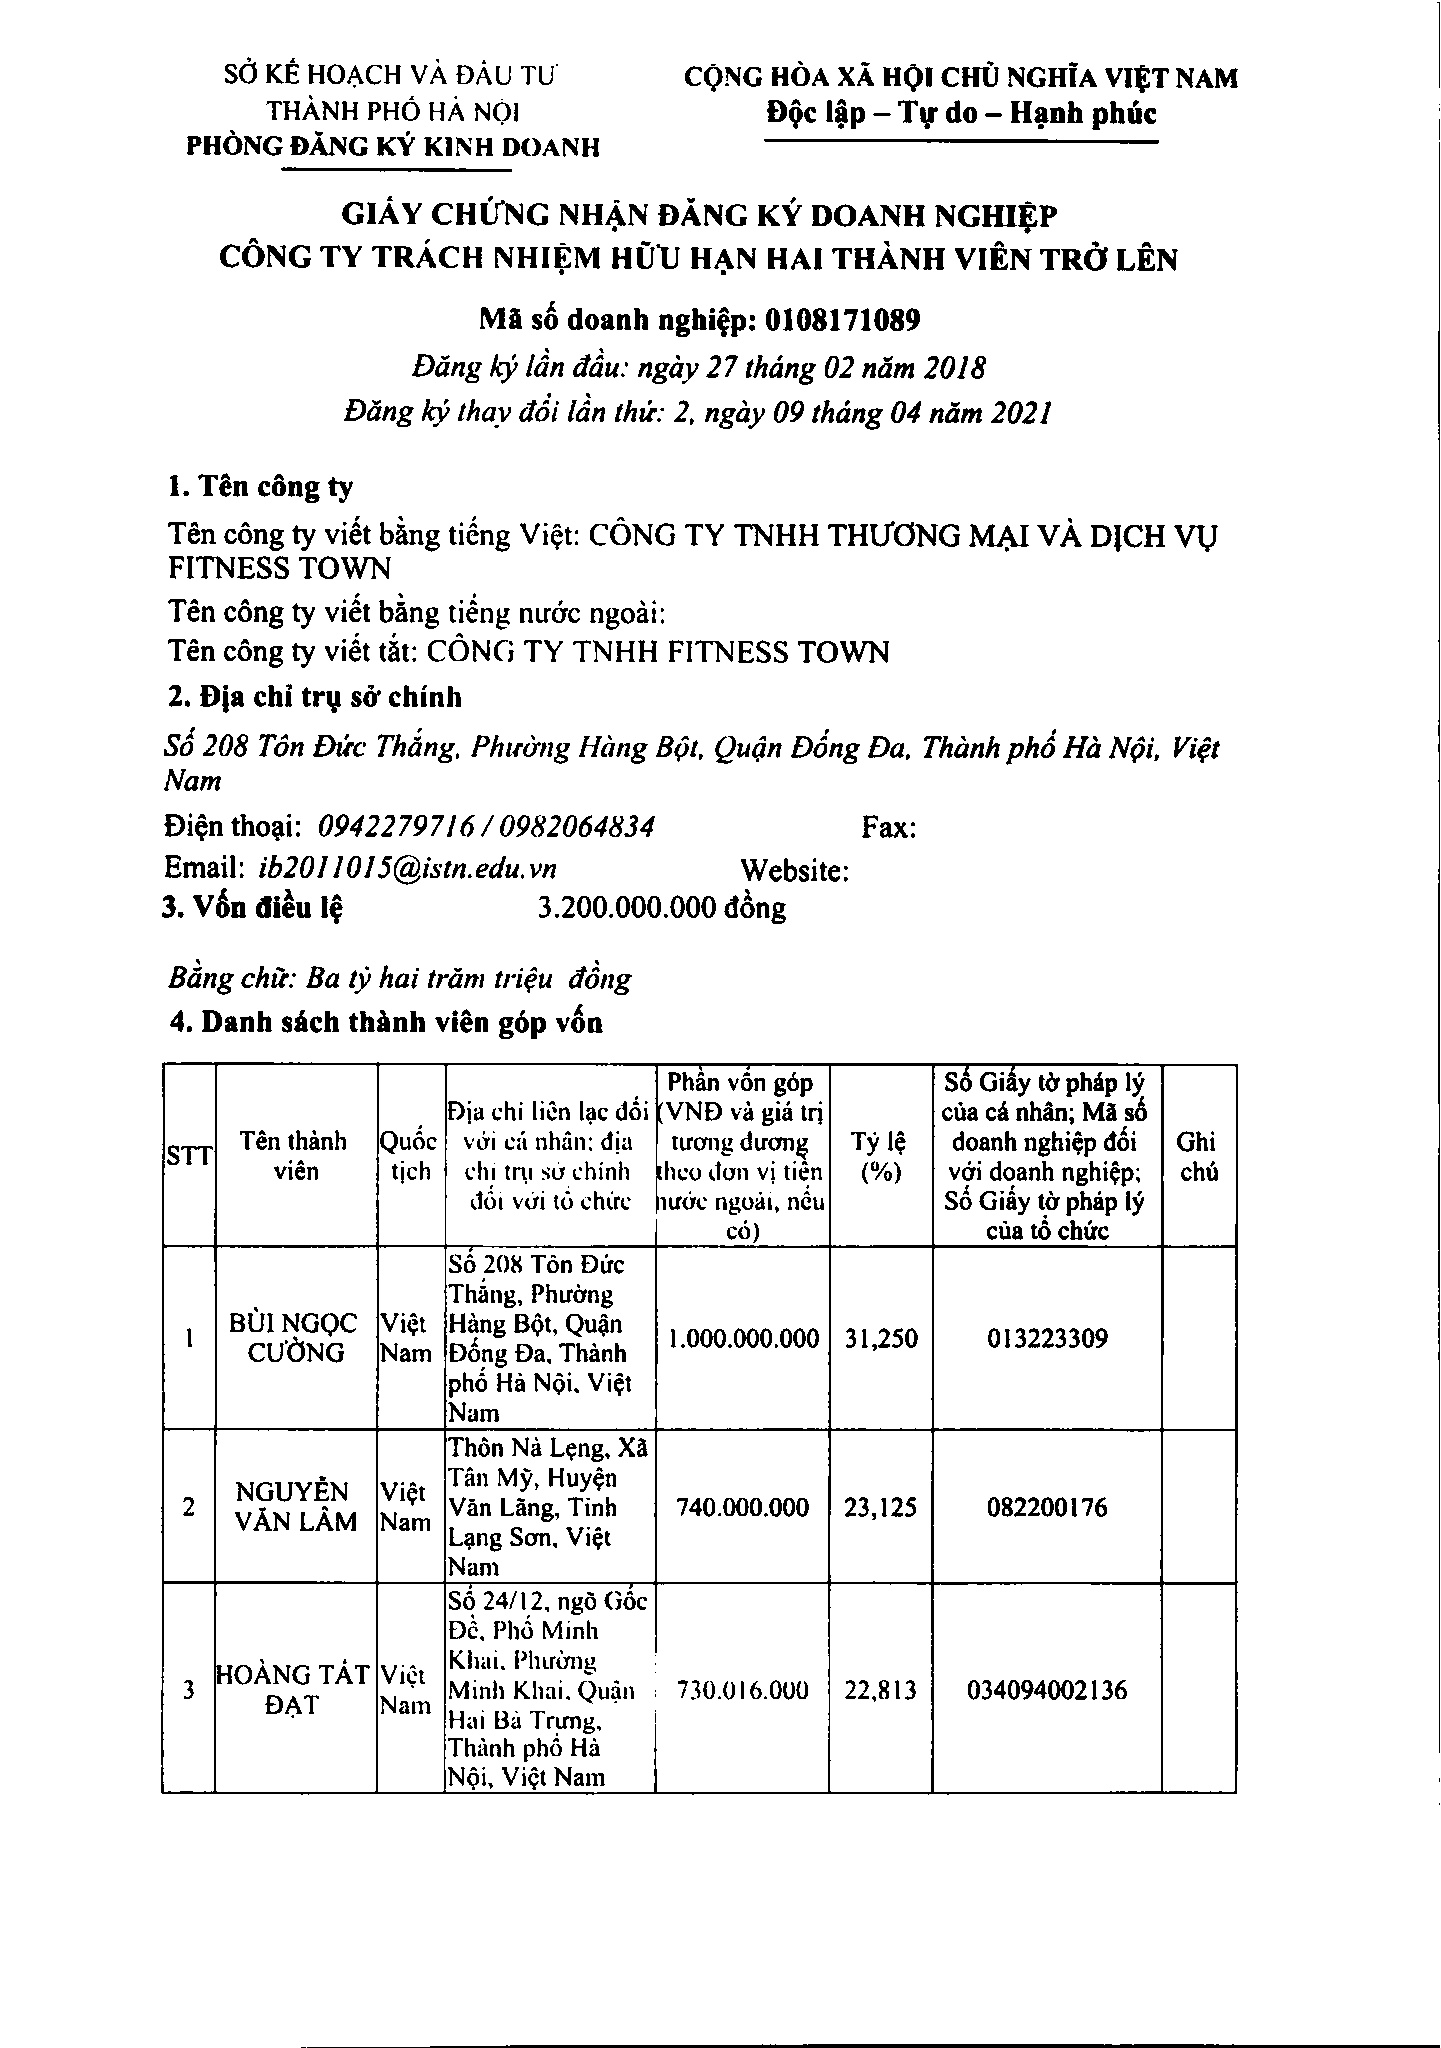 SỞ KẾ HOẠCH VÀ ĐẦU TƯ
THÀNH PHỐ HÀ NỘI
PHÒNG ĐĂNG KÝ KINH DOANH
CỘNG HÒA XÃ HỘI CHỦ NGHĨA VIỆT NAM
Độc lập – Tự do – Hạnh phúc
GIẤY CHỨNG NHẬN ĐĂNG KÝ DOANH NGHIỆP
CÔNG TY TRÁCH NHIỆM HỮU HẠN HAI THÀNH VIÊN TRỞ LÊN
Mã số doanh nghiệp: 0108171089
Đăng ký lần đầu: ngày 27 tháng 02 năm 2018
Đăng ký thay đổi lần thứ: 2, ngày 09 tháng 04 năm 2021
1. Tên công ty
Tên công ty viết bằng tiếng Việt: CÔNG TY TNHH THƯƠNG MẠI VÀ DỊCH VỤ
FITNESS TOWN
Tên công ty viết bằng tiếng nước ngoài:
Tên công ty viết tắt: CÔNG TY TNHH FITNESS TOWN
2. Địa chỉ trụ sở chính
Số 208 Tôn Đức Thắng, Phường Hàng Bột, Quận Đống Đa, Thành phố Hà Nội, Việt
Nam
Điện thoại: 0942279716 / 0982064834 Fax:
Email: ib2011015@istn.edu.vn Website:
3. Vốn điều lệ 3.200.000.000 đồng
Bằng chữ: Ba tỷ hai trăm triệu đồng
4. Danh sách thành viên góp vốn
STT
Tên thành
viên
Quốc
tịch
Địa chỉ liên lạc đối
với cá nhân; địa
chỉ trụ sở chính
đối với tổ chức
Phần vốn góp
(VNĐ và giá trị
tương đương
theo đơn vị tiền
nước ngoài, nếu
có)
Tỷ lệ
(%)
Số Giấy tờ pháp lý
của cá nhân; Mã số
doanh nghiệp đối
với doanh nghiệp;
Số Giấy tờ pháp lý
của tổ chức
Ghi
chú
1
BÙI NGỌC
CƯỜNG
Việt
Nam
Số 208 Tôn Đức
Thắng, Phường
Hàng Bột, Quận
Đống Đa, Thành
phố Hà Nội, Việt
Nam
1.000.000.000
31,250
013223309
2
NGUYỄN
VĂN LÂM
Việt
Nam
Thôn Nà Lẹng, Xã
Tân Mỹ, Huyện
Văn Lãng, Tỉnh
Lạng Sơn, Việt
Nam
740.000.000
23,125
082200176
3
HOÀNG TẤT
ĐẠT
Việt
Nam
Số 24/12, ngõ Gốc
Đề, Phố Minh
Khai, Phường
Minh Khai, Quận
Hai Bà Trưng,
Thành phố Hà
Nội, Việt Nam
730.016.000
22,813
034094002136